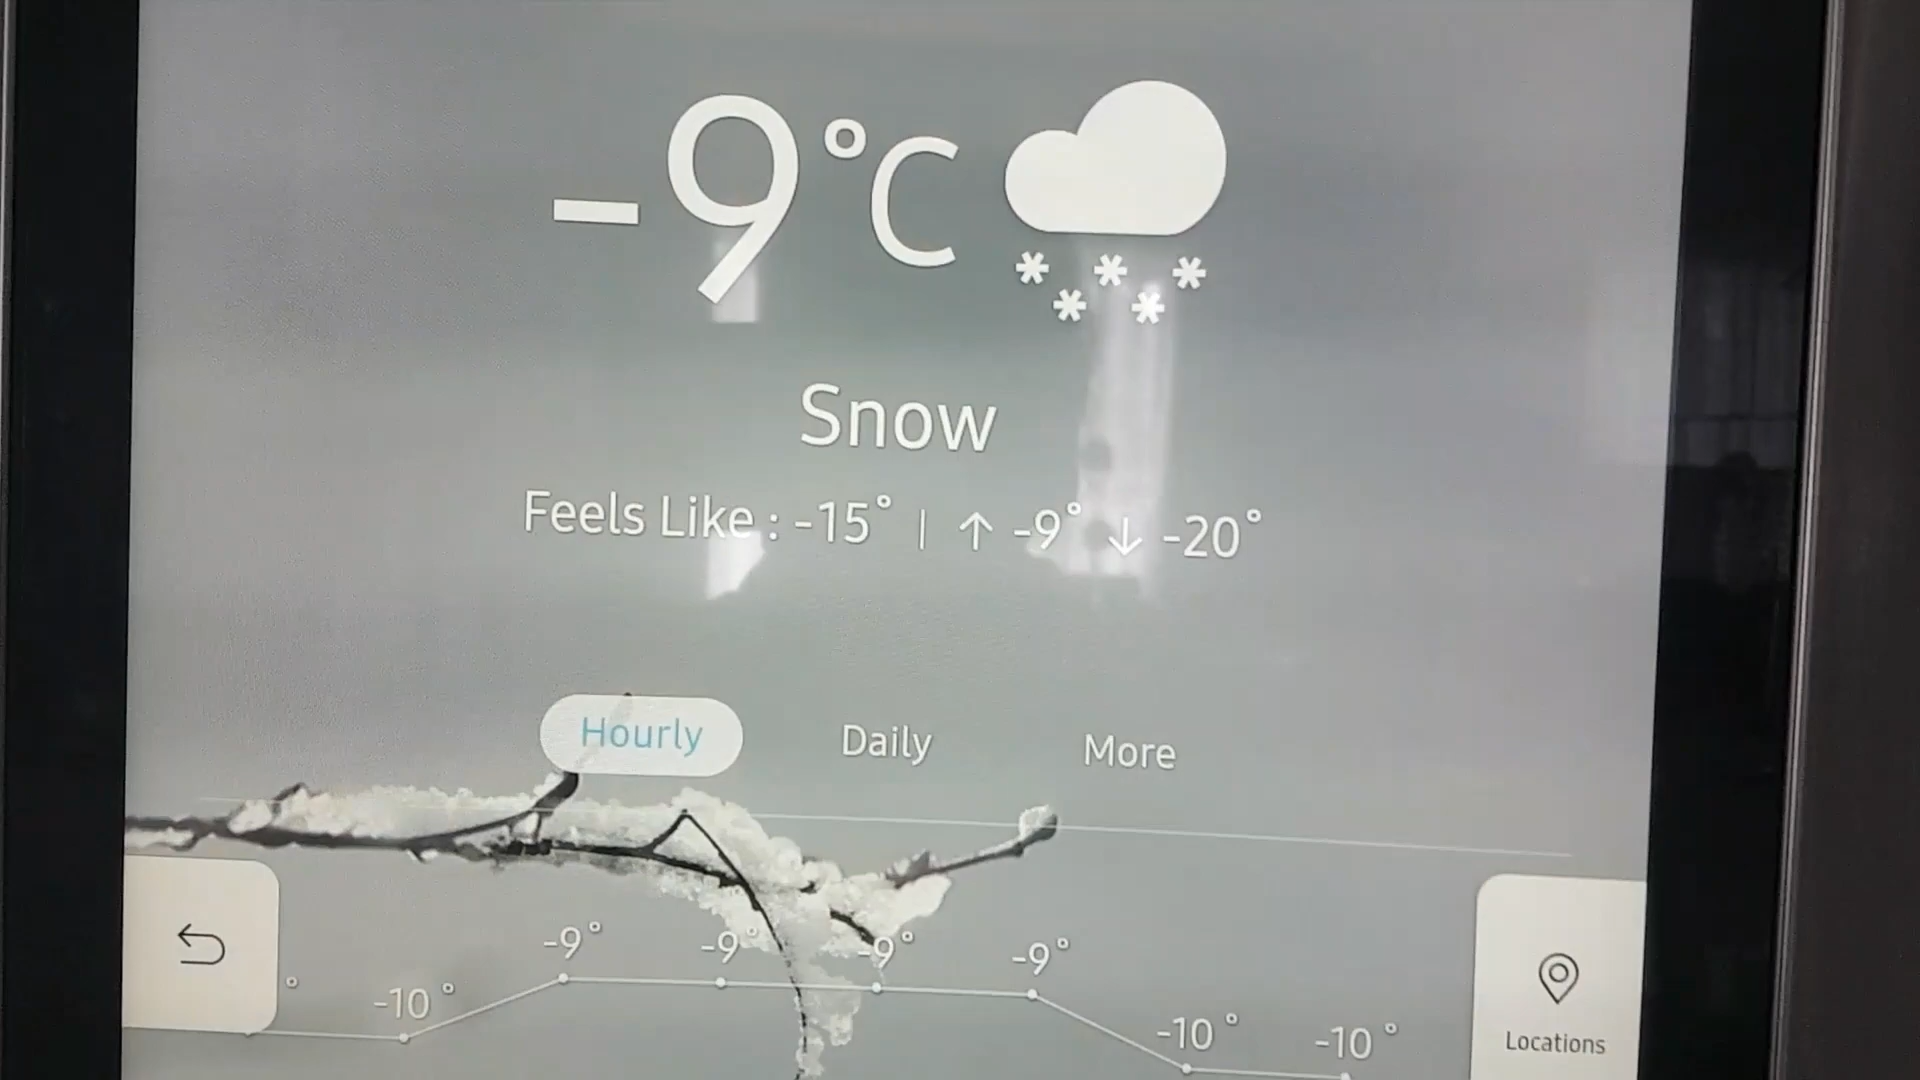 -9°C
Snow
Feels Like : -15° | ↑ -9° ↓ -20°
Hourly Daily More
-9° -9° -9° -9°
° -10° -10° -10°
Locations